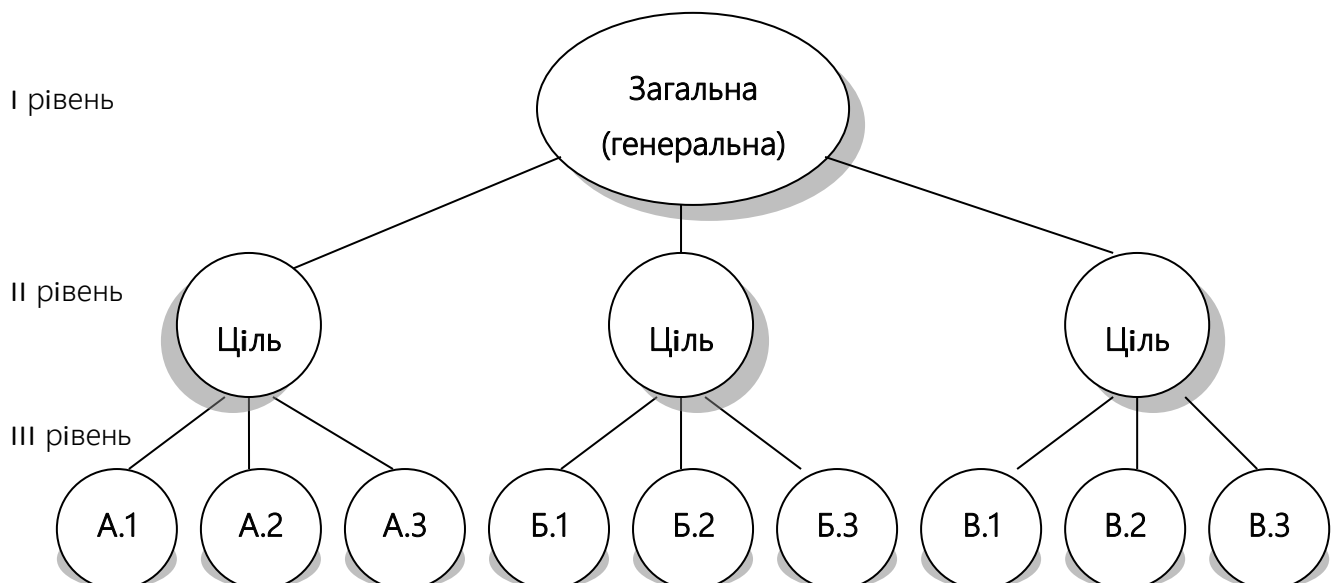 І рівень
Загальна
(генеральна)
ІІ рівень
Ціль
Ціль
Ціль
ІІІ рівень
А.1
А.2
А.3
Б.1
Б.2
Б.3
В.1
В.2
В.3